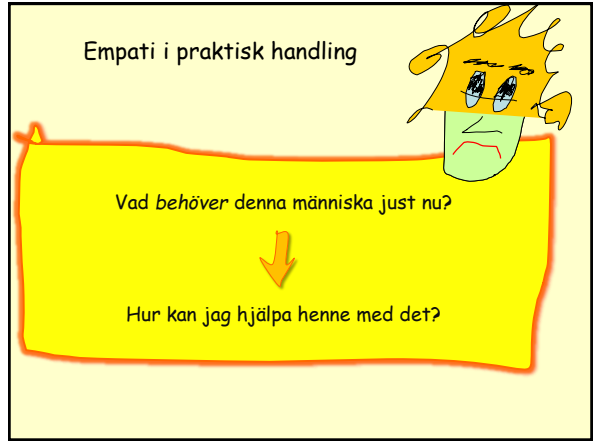 Empati i praktisk handling
Vad behöver denna människa just nu?
Hur kan jag hjälpa henne med det?